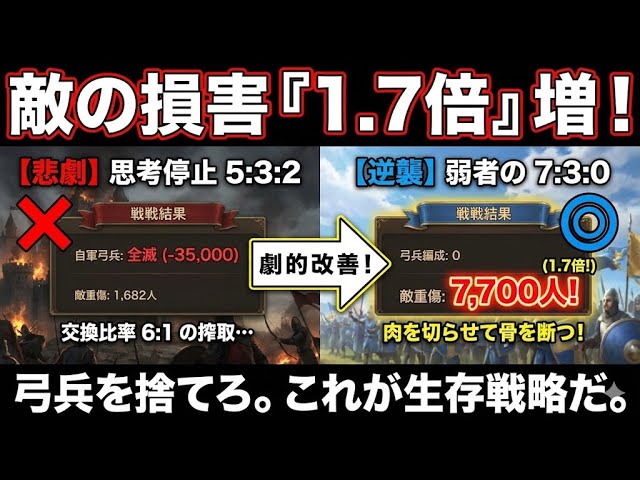 敵の損害『1.7倍』増！
【悲劇】思考停止 5:3:2
戦戦結果
自軍弓兵: 全滅 (-35,000)
敵重傷: 1,682人
交換比率 6:1 の搾取…
劇的改善！
【逆襲】弱者の 7:3:0
戦戦結果
弓兵編成: 0
(1.7倍!)
敵重傷: 7,700人!
肉を切らせて骨を断つ！
弓兵を捨てろ。これが生存戦略だ。